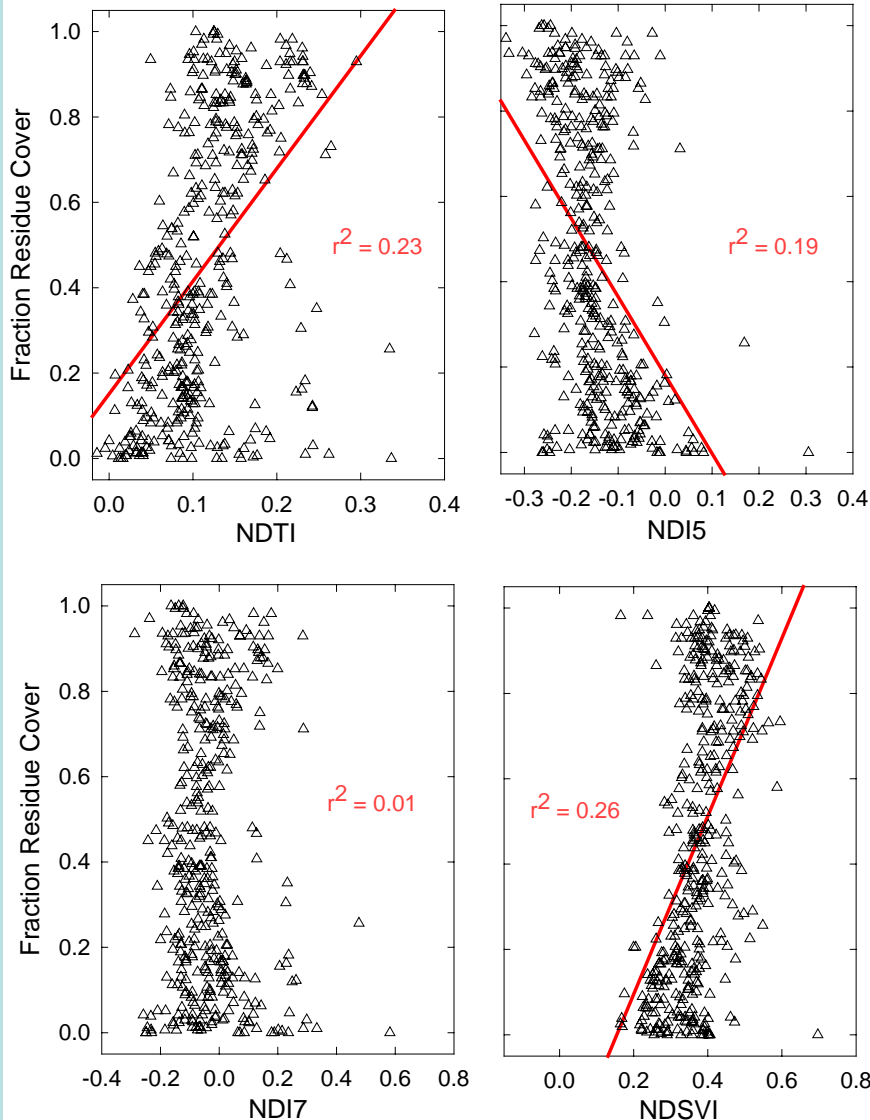 Fraction Residue Cover
1.0
0.8
0.6
0.4
0.2
0.0
r2 = 0.23
0.0 0.1 0.2 0.3 0.4
NDTI
r2 = 0.19
-0.3 -0.2 -0.1 0.0 0.1 0.2 0.3 0.4
NDI5
Fraction Residue Cover
1.0
0.8
0.6
0.4
0.2
0.0
r2 = 0.01
-0.4 -0.2 0.0 0.2 0.4 0.6 0.8
NDI7
r2 = 0.26
0.0 0.2 0.4 0.6 0.8
NDSVI